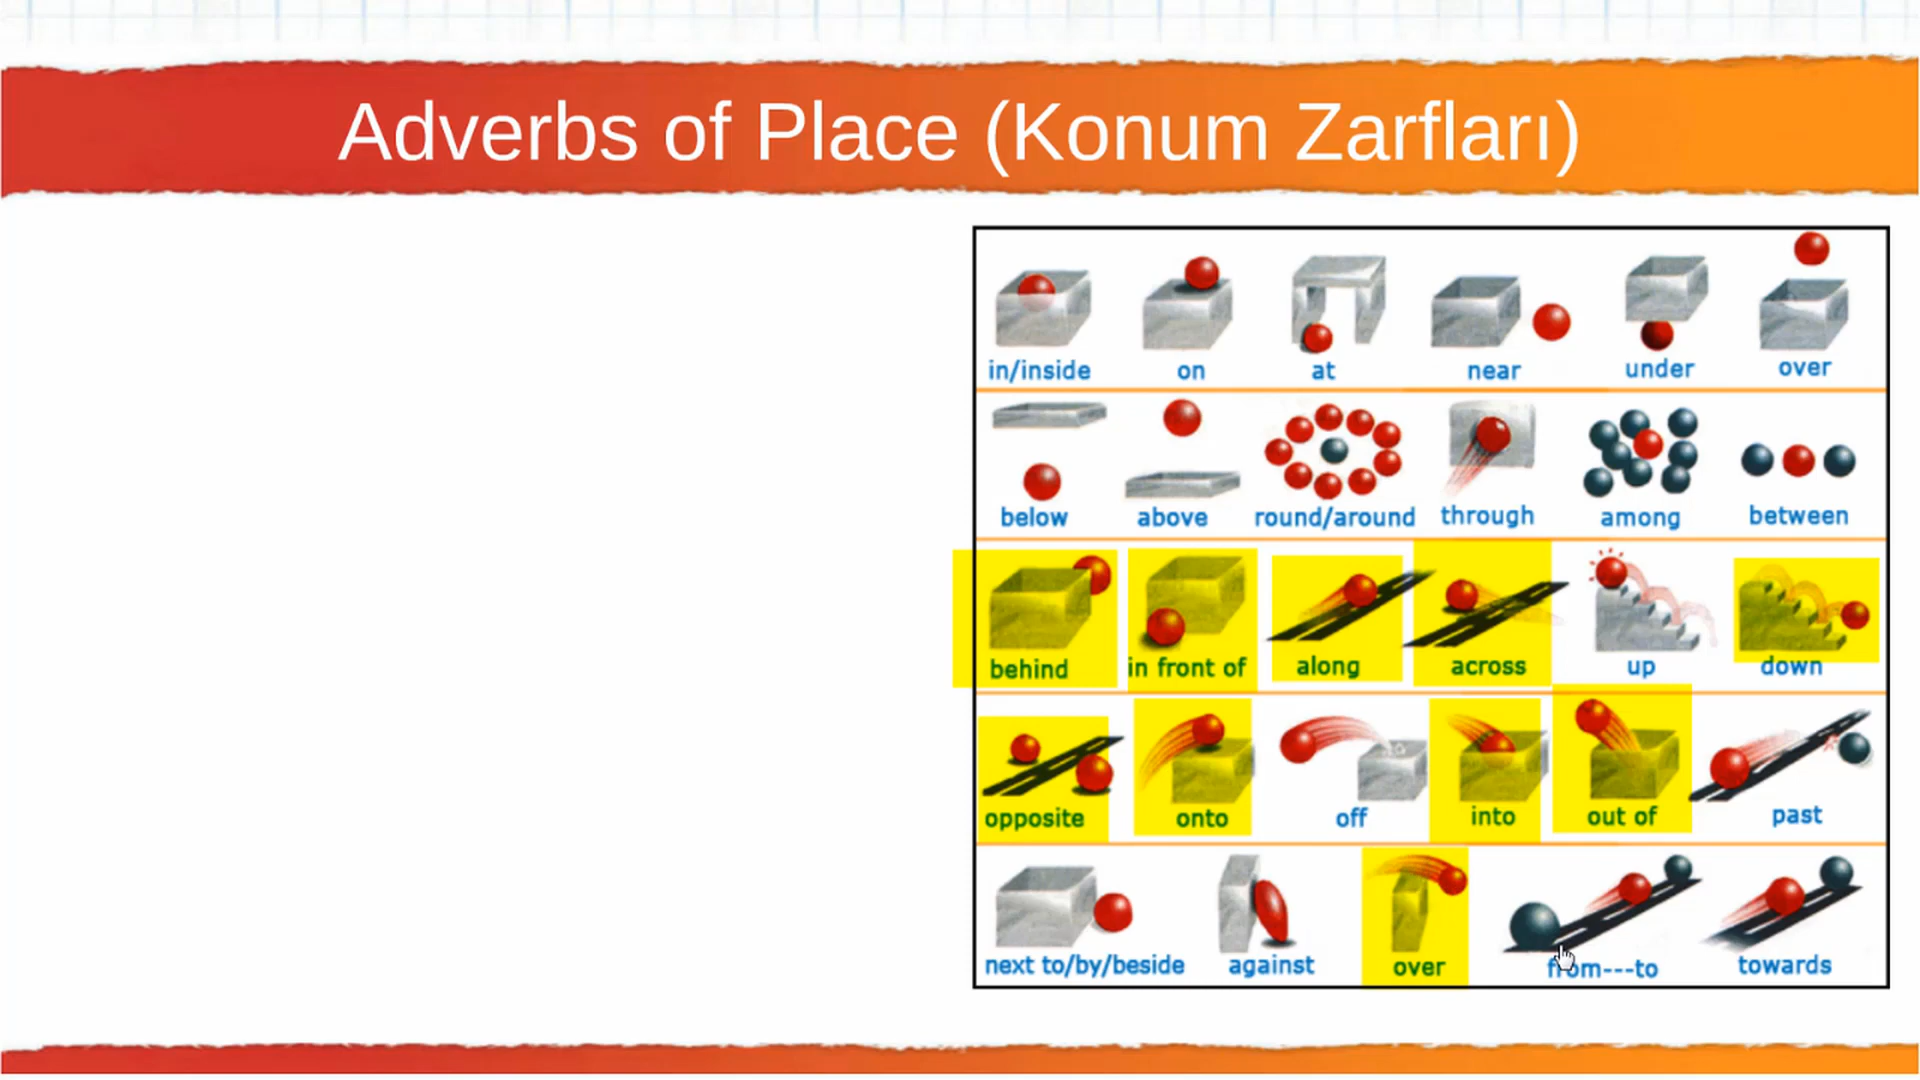 Adverbs of Place (Konum Zarfları)
in/inside on at near under over
below above round/around through among between
behind in front of along across up down
opposite onto off into out of past
next to/by/beside against over from---to towards